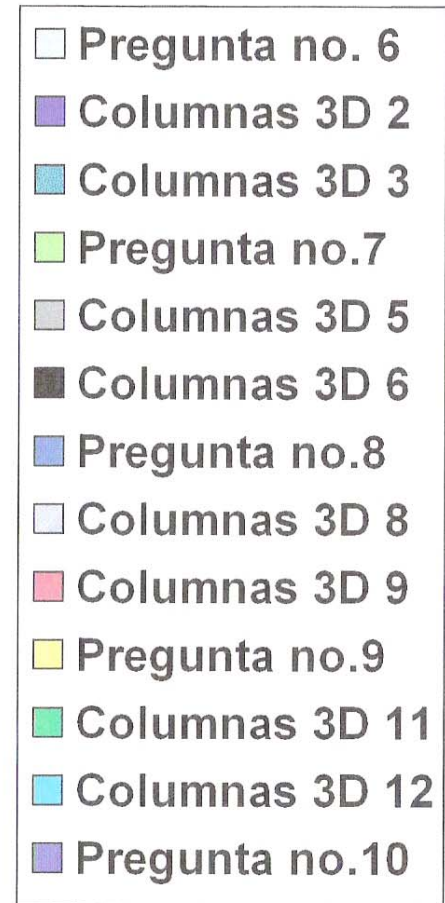 Pregunta no. 6
Columnas 3D 2
Columnas 3D 3
Pregunta no.7
Columnas 3D 5
Columnas 3D 6
Pregunta no.8
Columnas 3D 8
Columnas 3D 9
Pregunta no.9
Columnas 3D 11
Columnas 3D 12
Pregunta no.10